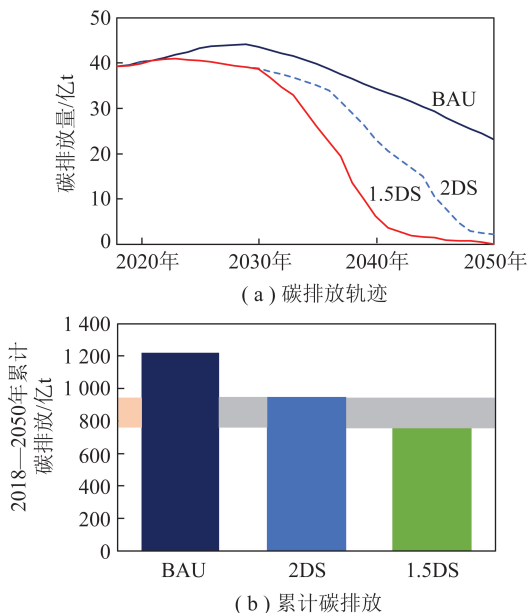 50
40
30
20
10
0
碳排放量/亿t
BAU
2DS
1.5DS
2020年 2030年 2040年 2050年
( a ) 碳排放轨迹
1 400
1 200
1 000
800
600
400
200
0
2018—2050年累计
碳排放/亿t
BAU 2DS 1.5DS
( b ) 累计碳排放